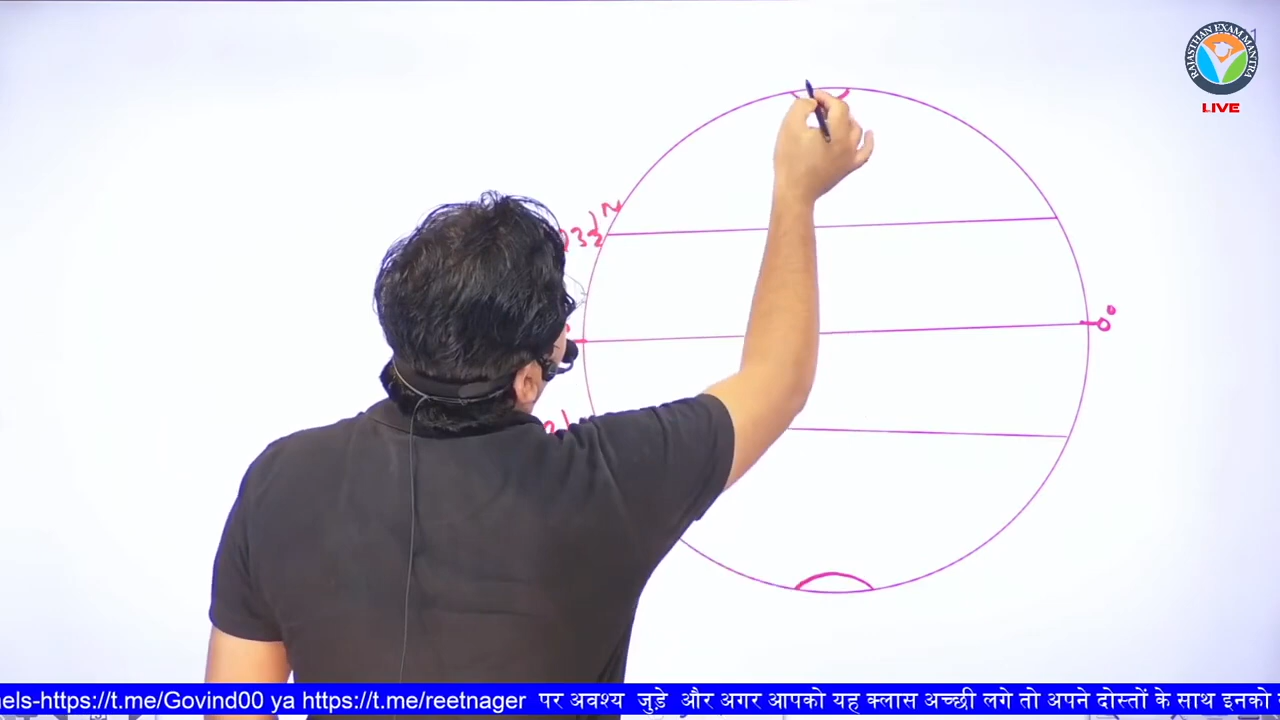 RAJASTHAN EXAM MANTRA
LIVE
23½ N
0°
els-https://t.me/Govind00 ya https://t.me/reetnager पर अवश्य जुड़े और अगर आपको यह क्लास अच्छी लगे तो अपने दोस्तों के साथ इनको